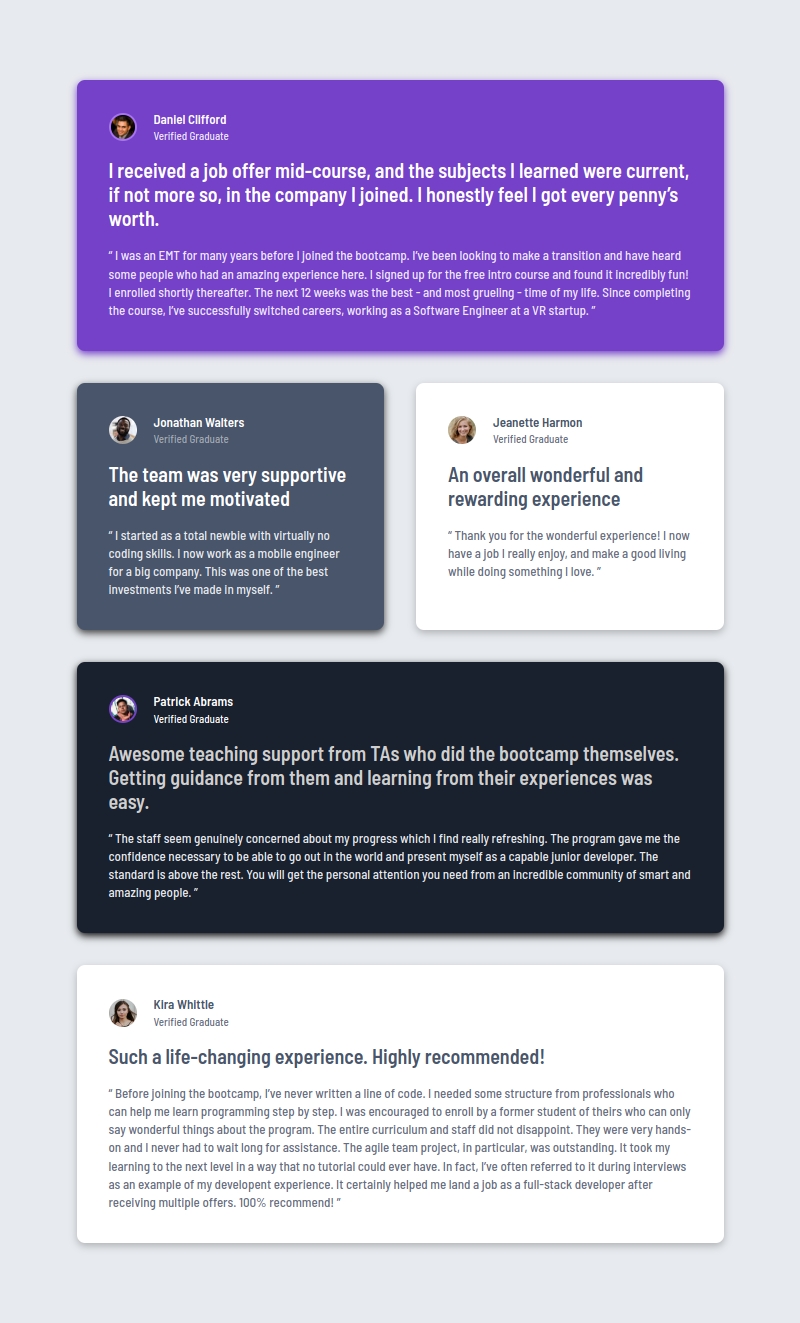 Daniel Clifford
Verified Graduate
I received a job offer mid-course, and the subjects I learned were current,
if not more so, in the company I joined. I honestly feel I got every penny’s
worth.
“ I was an EMT for many years before I joined the bootcamp. I’ve been looking to make a transition and have heard
some people who had an amazing experience here. I signed up for the free intro course and found it incredibly fun!
I enrolled shortly thereafter. The next 12 weeks was the best - and most grueling - time of my life. Since completing
the course, I’ve successfully switched careers, working as a Software Engineer at a VR startup. ”
Jonathan Walters
Verified Graduate
The team was very supportive
and kept me motivated
“ I started as a total newbie with virtually no
coding skills. I now work as a mobile engineer
for a big company. This was one of the best
investments I’ve made in myself. ”
Jeanette Harmon
Verified Graduate
An overall wonderful and
rewarding experience
“ Thank you for the wonderful experience! I now
have a job I really enjoy, and make a good living
while doing something I love. ”
Patrick Abrams
Verified Graduate
Awesome teaching support from TAs who did the bootcamp themselves.
Getting guidance from them and learning from their experiences was
easy.
“ The staff seem genuinely concerned about my progress which I find really refreshing. The program gave me the
confidence necessary to be able to go out in the world and present myself as a capable junior developer. The
standard is above the rest. You will get the personal attention you need from an incredible community of smart and
amazing people. ”
Kira Whittle
Verified Graduate
Such a life-changing experience. Highly recommended!
“ Before joining the bootcamp, I’ve never written a line of code. I needed some structure from professionals who
can help me learn programming step by step. I was encouraged to enroll by a former student of theirs who can only
say wonderful things about the program. The entire curriculum and staff did not disappoint. They were very hands-
on and I never had to wait long for assistance. The agile team project, in particular, was outstanding. It took my
learning to the next level in a way that no tutorial could ever have. In fact, I’ve often referred to it during interviews
as an example of my developent experience. It certainly helped me land a job as a full-stack developer after
receiving multiple offers. 100% recommend! ”